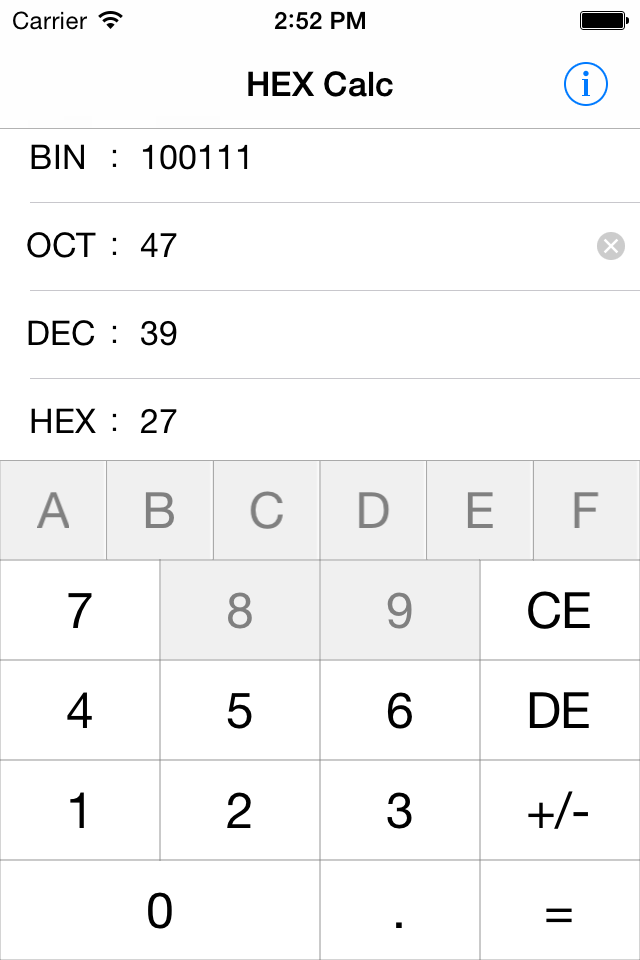 Carrier 2:52 PM
HEX Calc i
BIN : 100111
OCT : 47
DEC : 39
HEX : 27
A B C D E F
7 8 9 CE
4 5 6 DE
1 2 3 +/-
0 . =